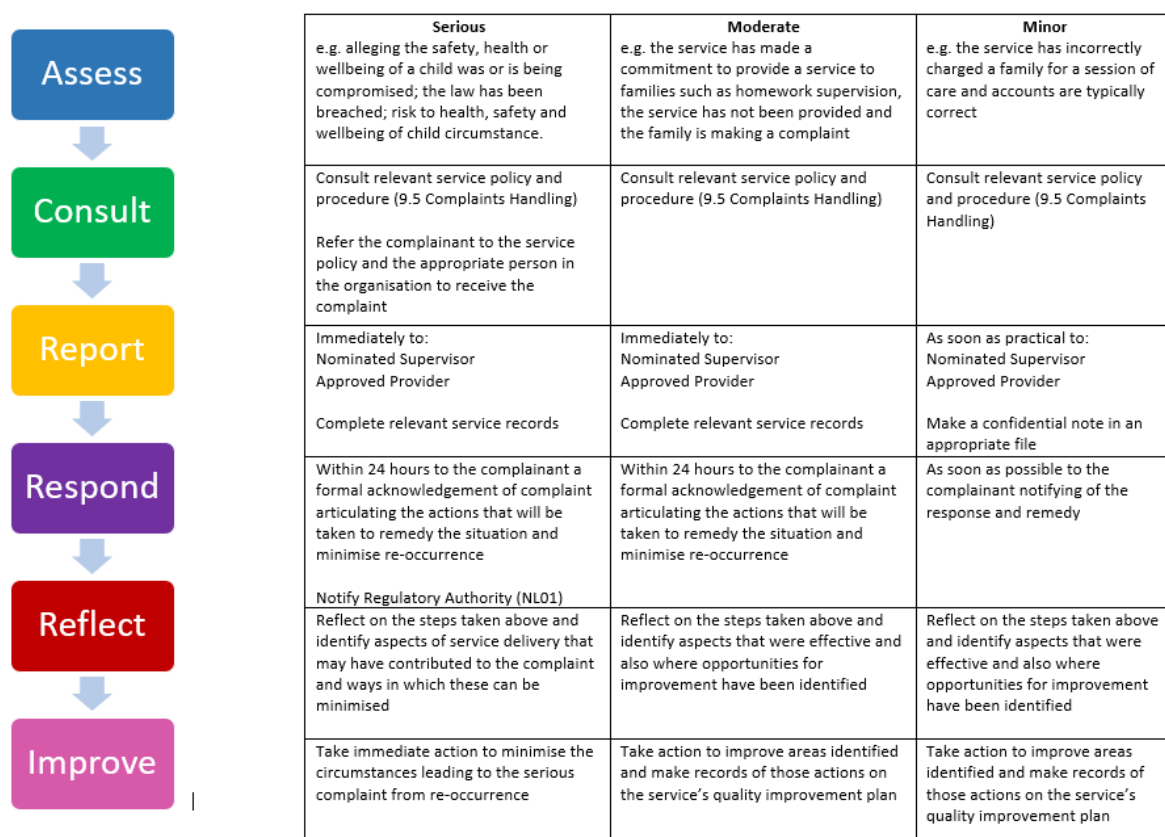 Assess
Consult
Report
Respond
Reflect
Improve
Serious
e.g. alleging the safety, health or
wellbeing of a child was or is being
compromised; the law has been
breached; risk to health, safety and
wellbeing of child circumstance.
Moderate
e.g. the service has made a
commitment to provide a service to
families such as homework supervision,
the service has not been provided and
the family is making a complaint
Minor
e.g. the service has incorrectly
charged a family for a session of
care and accounts are typically
correct
Consult relevant service policy and
procedure (9.5 Complaints Handling)
Refer the complainant to the service
policy and the appropriate person in
the organisation to receive the
complaint
Consult relevant service policy and
procedure (9.5 Complaints Handling)
Consult relevant service policy
and procedure (9.5 Complaints
Handling)
Immediately to:
Nominated Supervisor
Approved Provider
Complete relevant service records
Immediately to:
Nominated Supervisor
Approved Provider
Complete relevant service records
As soon as practical to:
Nominated Supervisor
Approved Provider
Make a confidential note in an
appropriate file
Within 24 hours to the complainant a
formal acknowledgement of complaint
articulating the actions that will be
taken to remedy the situation and
minimise re-occurrence
Notify Regulatory Authority (NL01)
Within 24 hours to the complainant a
formal acknowledgement of complaint
articulating the actions that will be
taken to remedy the situation and
minimise re-occurrence
As soon as possible to the
complainant notifying of the
response and remedy
Reflect on the steps taken above and
identify aspects of service delivery that
may have contributed to the complaint
and ways in which these can be
minimised
Reflect on the steps taken above and
identify aspects that were effective and
also where opportunities for
improvement have been identified
Reflect on the steps taken above
and identify aspects that were
effective and also where
opportunities for improvement
have been identified
Take immediate action to minimise the
circumstances leading to the serious
complaint from re-occurrence
Take action to improve areas identified
and make records of those actions on
the service's quality improvement plan
Take action to improve areas
identified and make records of
those actions on the service's
quality improvement plan